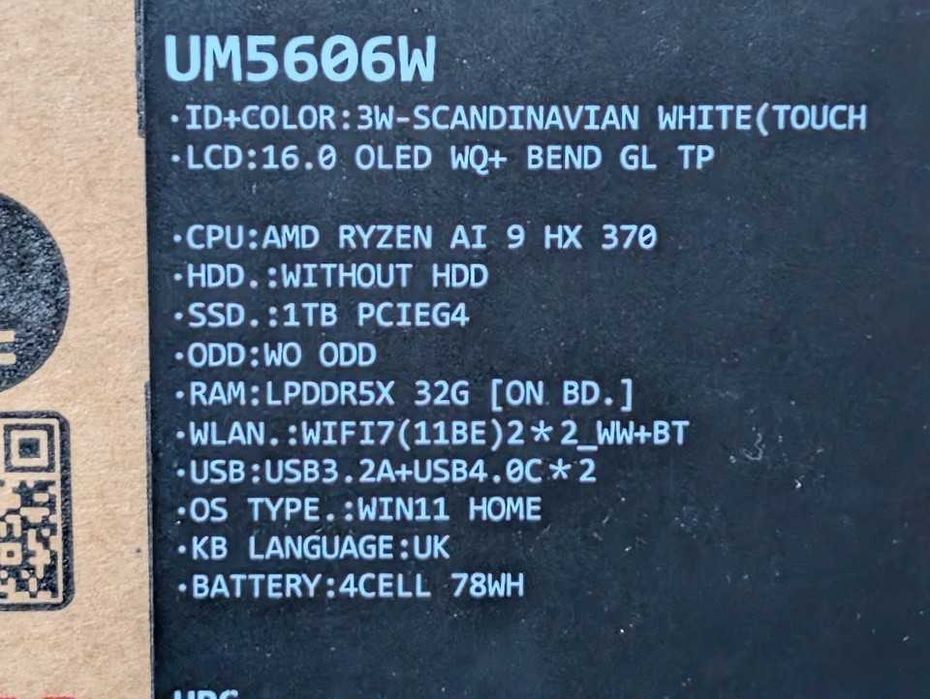 UM5606W
·ID+COLOR:3W-SCANDINAVIAN WHITE(TOUCH
·LCD:16.0 OLED WQ+ BEND GL TP
·CPU:AMD RYZEN AI 9 HX 370
·HDD.:WITHOUT HDD
·SSD.:1TB PCIEG4
·ODD:WO ODD
·RAM:LPDDR5X 32G [ON BD.]
·WLAN.:WIFI7(11BE)2*2_WW+BT
·USB:USB3.2A+USB4.0C*2
·OS TYPE.:WIN11 HOME
·KB LANGUAGE:UK
·BATTERY:4CELL 78WH